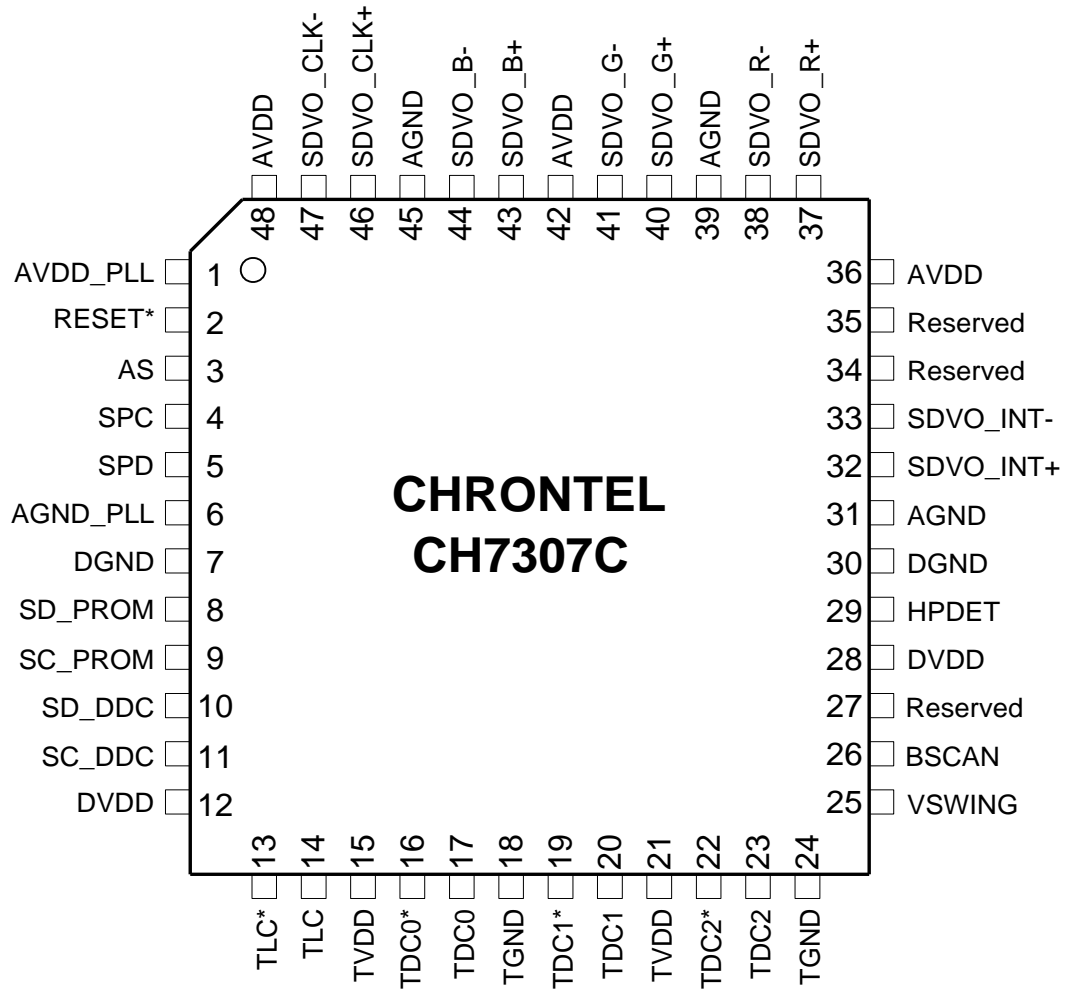 AVDD
SDVO_CLK-
SDVO_CLK+
AGND
SDVO_B-
SDVO_B+
AVDD
SDVO_G-
SDVO_G+
AGND
SDVO_R-
SDVO_R+
48
47
46
45
44
43
42
41
40
39
38
37
AVDD_PLL 1
RESET* 2
AS 3
SPC 4
SPD 5
AGND_PLL 6
DGND 7
SD_PROM 8
SC_PROM 9
SD_DDC 10
SC_DDC 11
DVDD 12
CHRONTEL
CH7307C
36 AVDD
35 Reserved
34 Reserved
33 SDVO_INT-
32 SDVO_INT+
31 AGND
30 DGND
29 HPDET
28 DVDD
27 Reserved
26 BSCAN
25 VSWING
13
14
15
16
17
18
19
20
21
22
23
24
TLC*
TLC
TVDD
TDC0*
TDC0
TGND
TDC1*
TDC1
TVDD
TDC2*
TDC2
TGND